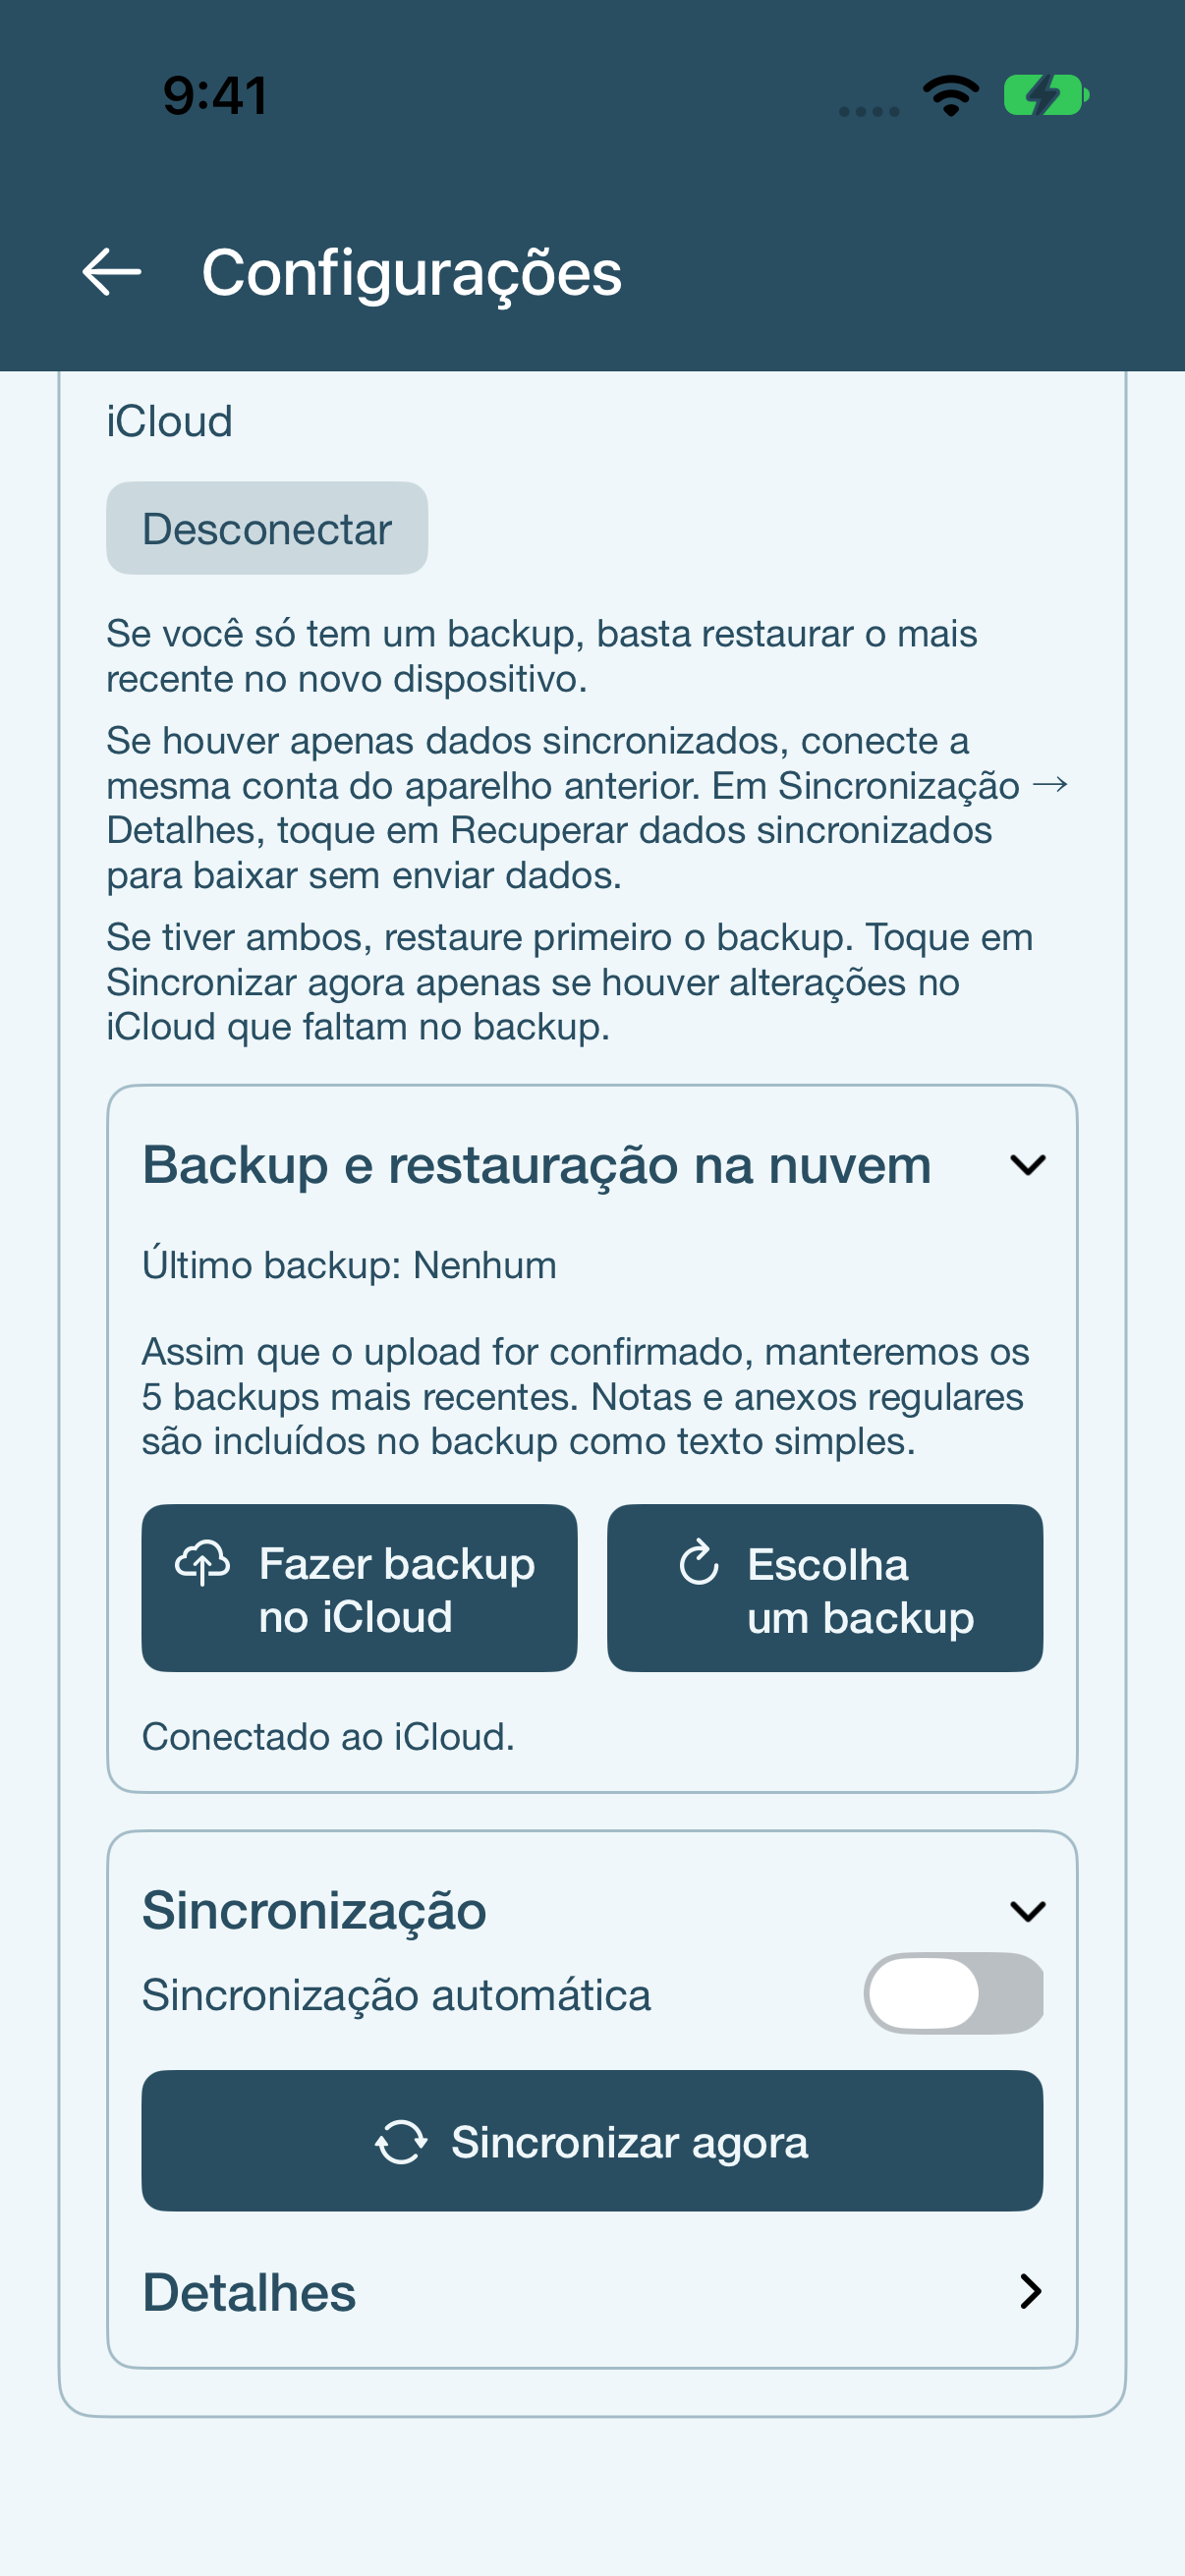 9:41
Configurações
iCloud
Desconectar
Se você só tem um backup, basta restaurar o mais
recente no novo dispositivo.
Se houver apenas dados sincronizados, conecte a
mesma conta do aparelho anterior. Em Sincronização →
Detalhes, toque em Recuperar dados sincronizados
para baixar sem enviar dados.
Se tiver ambos, restaure primeiro o backup. Toque em
Sincronizar agora apenas se houver alterações no
iCloud que faltam no backup.
Backup e restauração na nuvem
Último backup: Nenhum
Assim que o upload for confirmado, manteremos os
5 backups mais recentes. Notas e anexos regulares
são incluídos no backup como texto simples.
Fazer backup
no iCloud
Escolha
um backup
Conectado ao iCloud.
Sincronização
Sincronização automática
Sincronizar agora
Detalhes